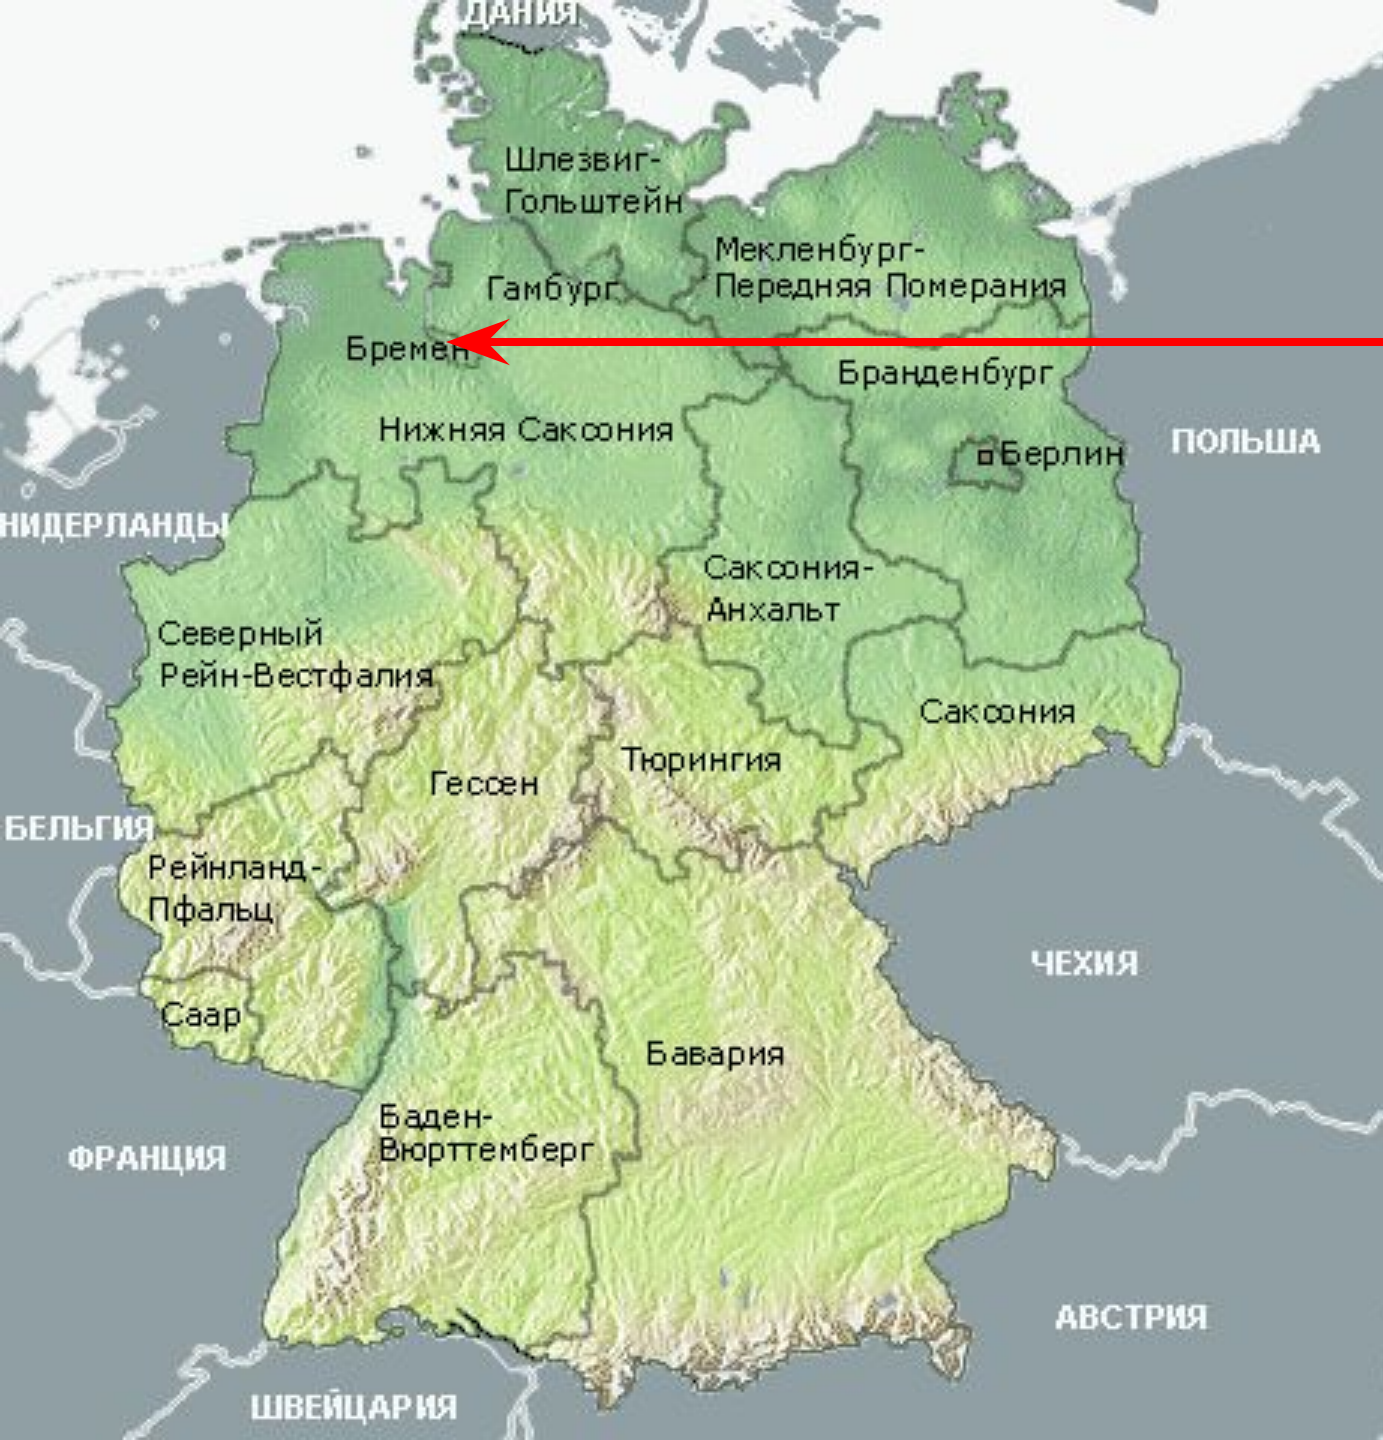 ДАНИЯ
Шлезвиг-
Гольштейн
Мекленбург-
Передняя Померания
Гамбург
Бремен
Бранденбург
Нижняя Саксония
Берлин
ПОЛЬША
НИДЕРЛАНДЫ
Саксония-
Анхальт
Северный
Рейн-Вестфалия
Саксония
Тюрингия
Гессен
БЕЛЬГИЯ
Рейнланд-
Пфальц
ЧЕХИЯ
Саар
Бавария
Баден-
Вюрттемберг
ФРАНЦИЯ
АВСТРИЯ
ШВЕЙЦАРИЯ